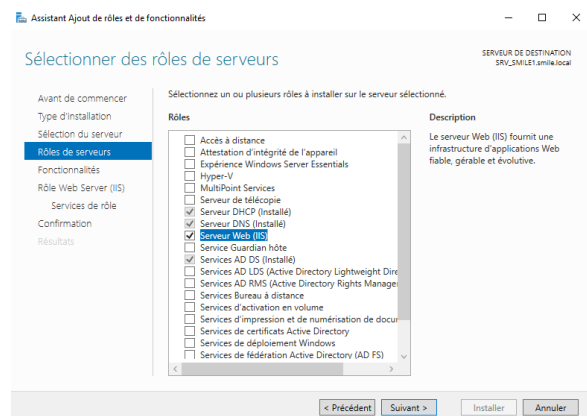 Assistant Ajout de rôles et de fonctionnalités
Sélectionner des rôles de serveurs
SERVEUR DE DESTINATION
SRV_SMILE1.smile.local
Avant de commencer
Type d'installation
Sélection du serveur
Rôles de serveurs
Fonctionnalités
Rôle Web Server (IIS)
Services de rôle
Confirmation
Résultats
Sélectionnez un ou plusieurs rôles à installer sur le serveur sélectionné.
Rôles
Accès à distance
Attestation d'intégrité de l'appareil
Expérience Windows Server Essentials
Hyper-V
MultiPoint Services
Serveur de télécopie
Serveur DHCP (Installé)
Serveur DNS (Installé)
Serveur Web (IIS)
Service Guardian hôte
Services AD DS (Installé)
Services AD LDS (Active Directory Lightweight Dire
Services AD RMS (Active Directory Rights Manager
Services Bureau à distance
Services d'activation en volume
Services d'impression et de numérisation de docur
Services de certificats Active Directory
Services de déploiement Windows
Services de fédération Active Directory (AD FS)
Description
Le serveur Web (IIS) fournit une
infrastructure d'applications Web
fiable, gérable et évolutive.
< Précédent
Suivant >
Installer
Annuler